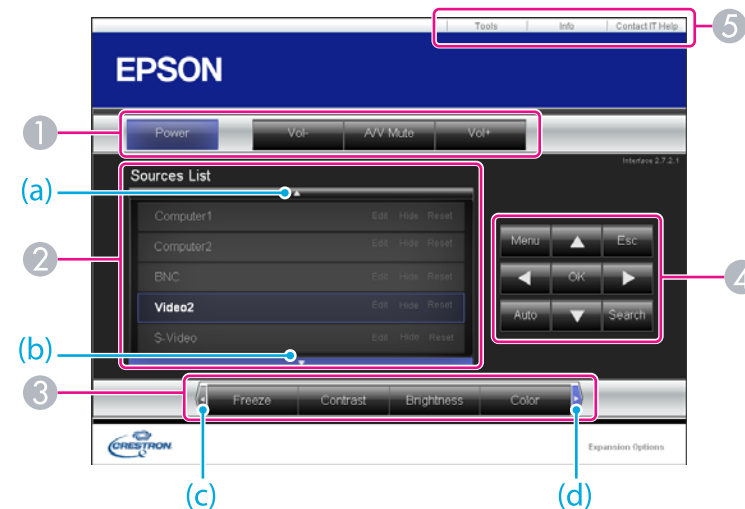 Tools Info Contact IT Help 5
EPSON
1 Power Vol- A/V Mute Vol+
Interface 2.7.2.1
Sources List
(a)
Computer1 Edit Hide Reset
Computer2 Edit Hide Reset
2 BNC Edit Hide Reset
Video2 Edit Hide Reset
S-Video Edit Hide Reset
(b)
Menu Esc
OK 4
Auto Search
3 Freeze Contrast Brightness Color
CRESTRON Expansion Options
(c) (d)